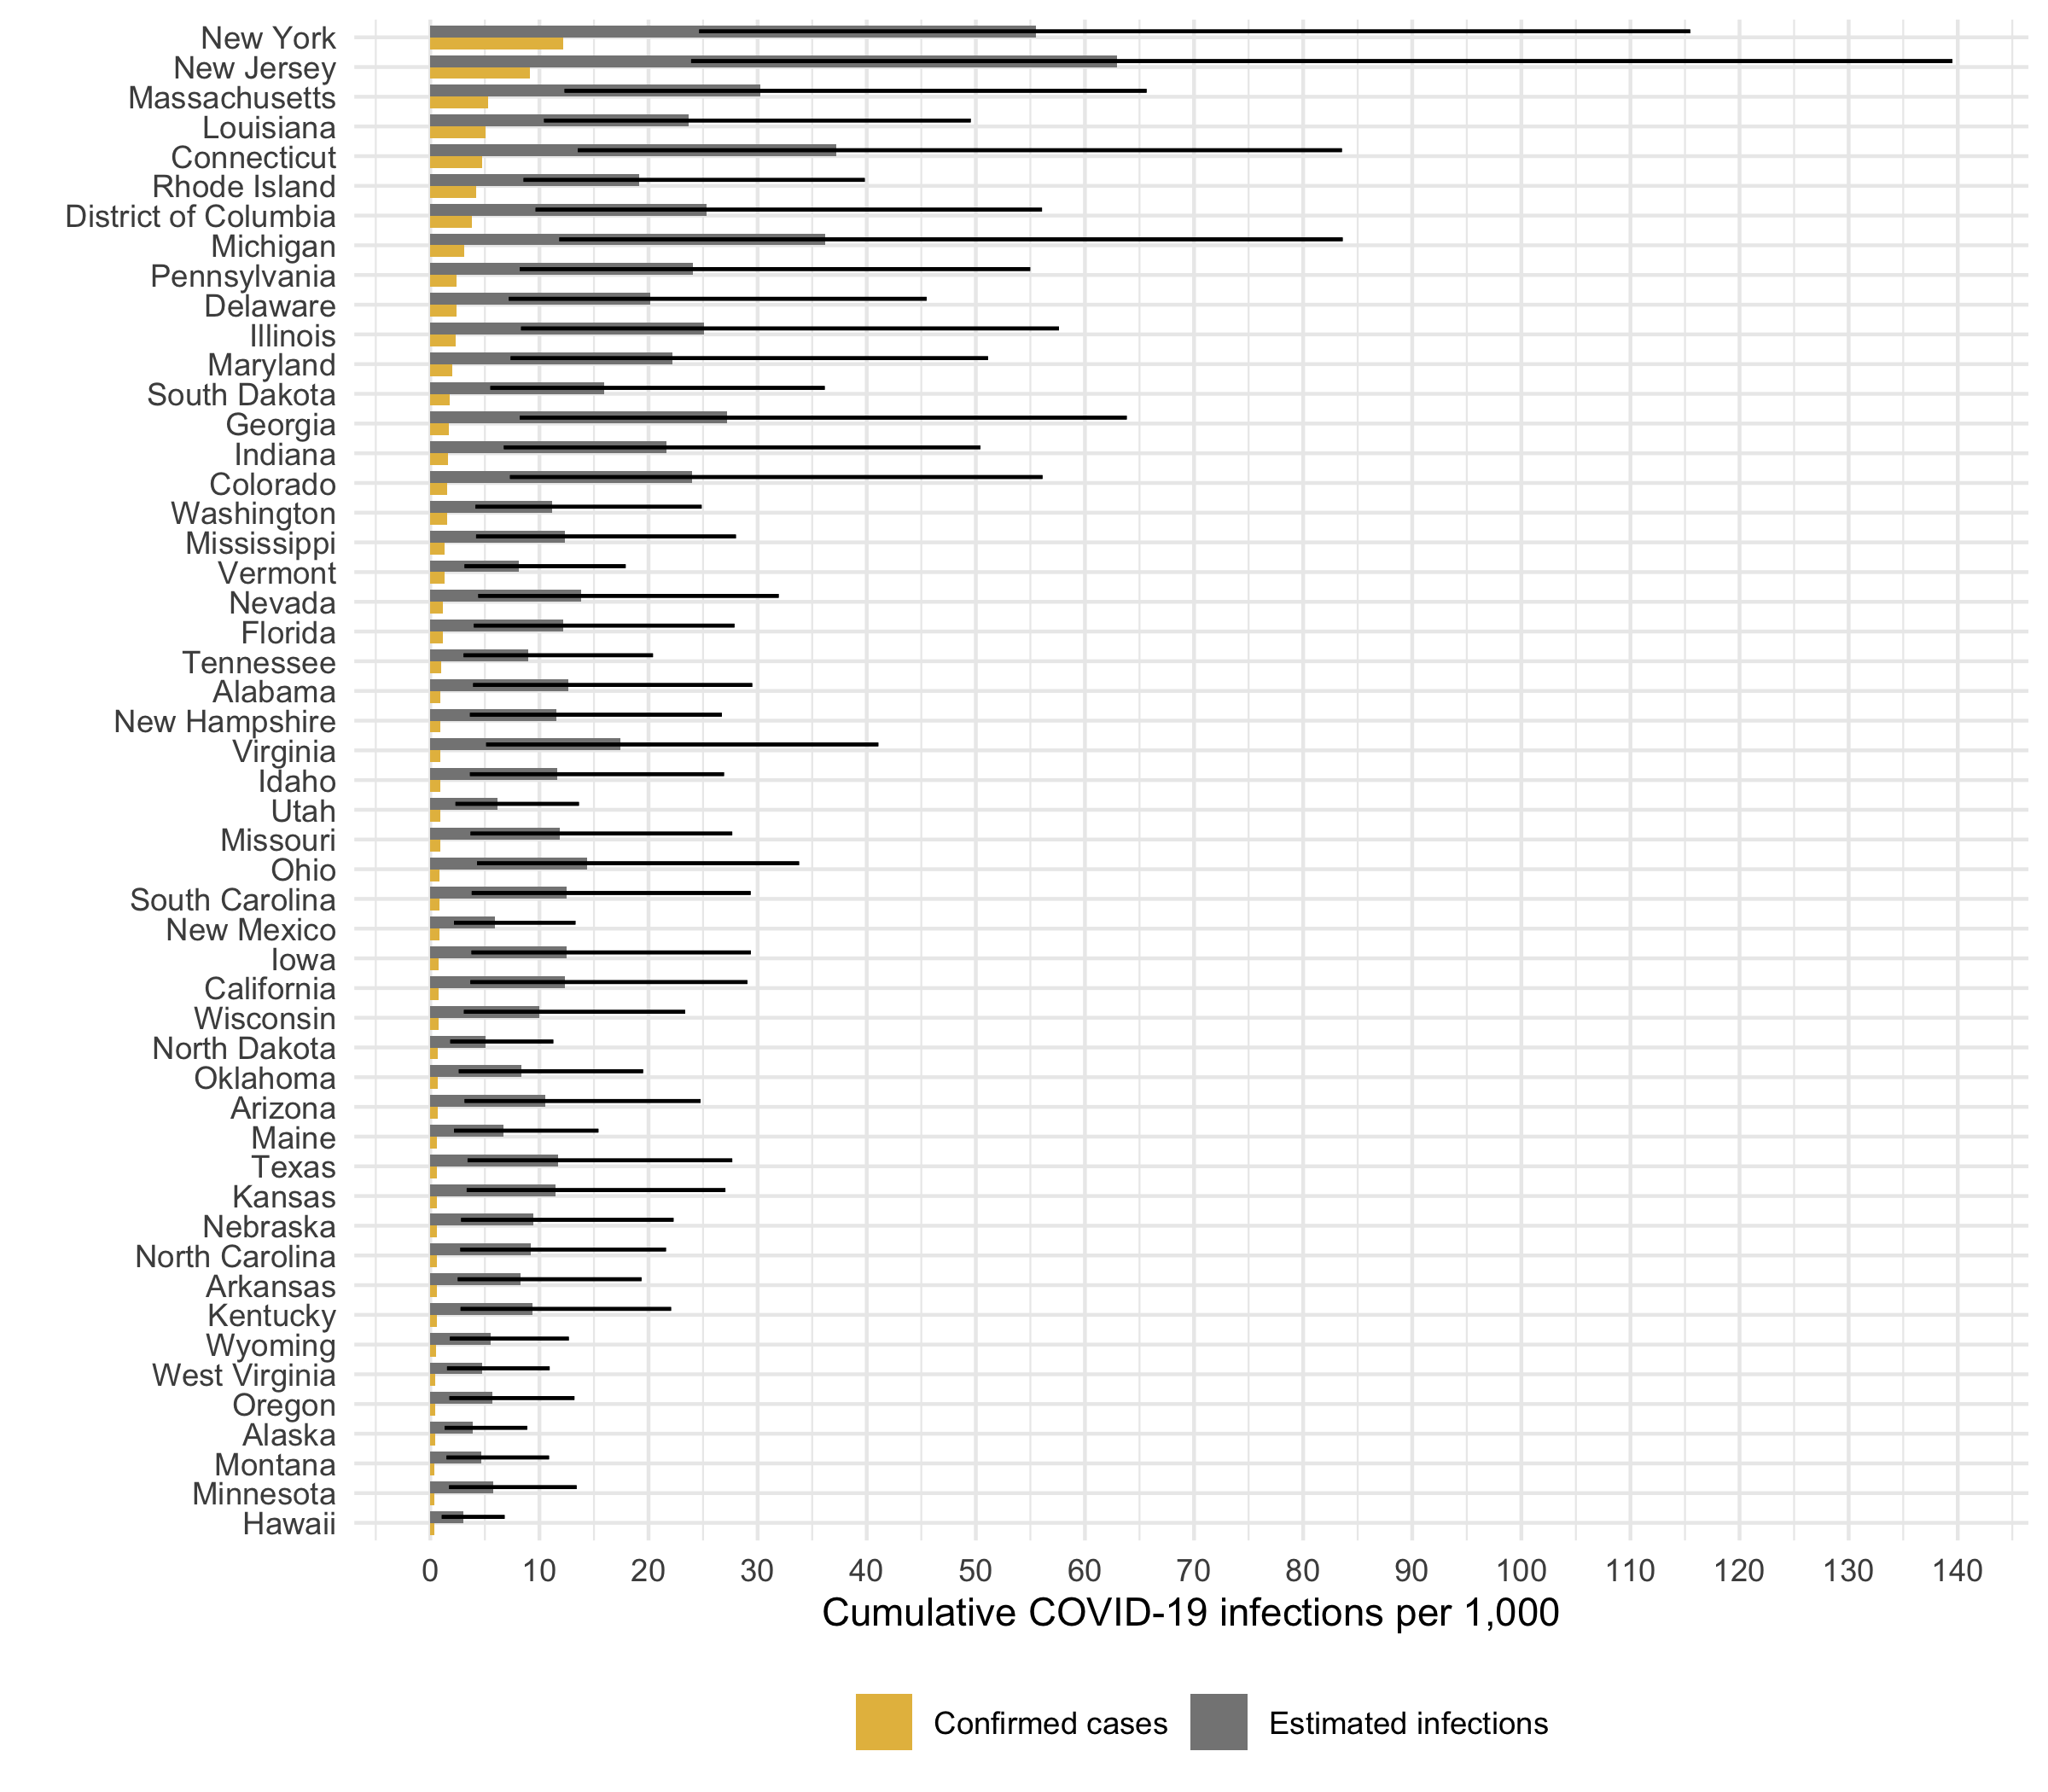 New York
New Jersey
Massachusetts
Louisiana
Connecticut
Rhode Island
District of Columbia
Michigan
Pennsylvania
Delaware
Illinois
Maryland
South Dakota
Georgia
Indiana
Colorado
Washington
Mississippi
Vermont
Nevada
Florida
Tennessee
Alabama
New Hampshire
Virginia
Idaho
Utah
Missouri
Ohio
South Carolina
New Mexico
Iowa
California
Wisconsin
North Dakota
Oklahoma
Arizona
Maine
Texas
Kansas
Nebraska
North Carolina
Arkansas
Kentucky
Wyoming
West Virginia
Oregon
Alaska
Montana
Minnesota
Hawaii
0 10 20 30 40 50 60 70 80 90 100 110 120 130 140
Cumulative COVID-19 infections per 1,000
Confirmed cases Estimated infections